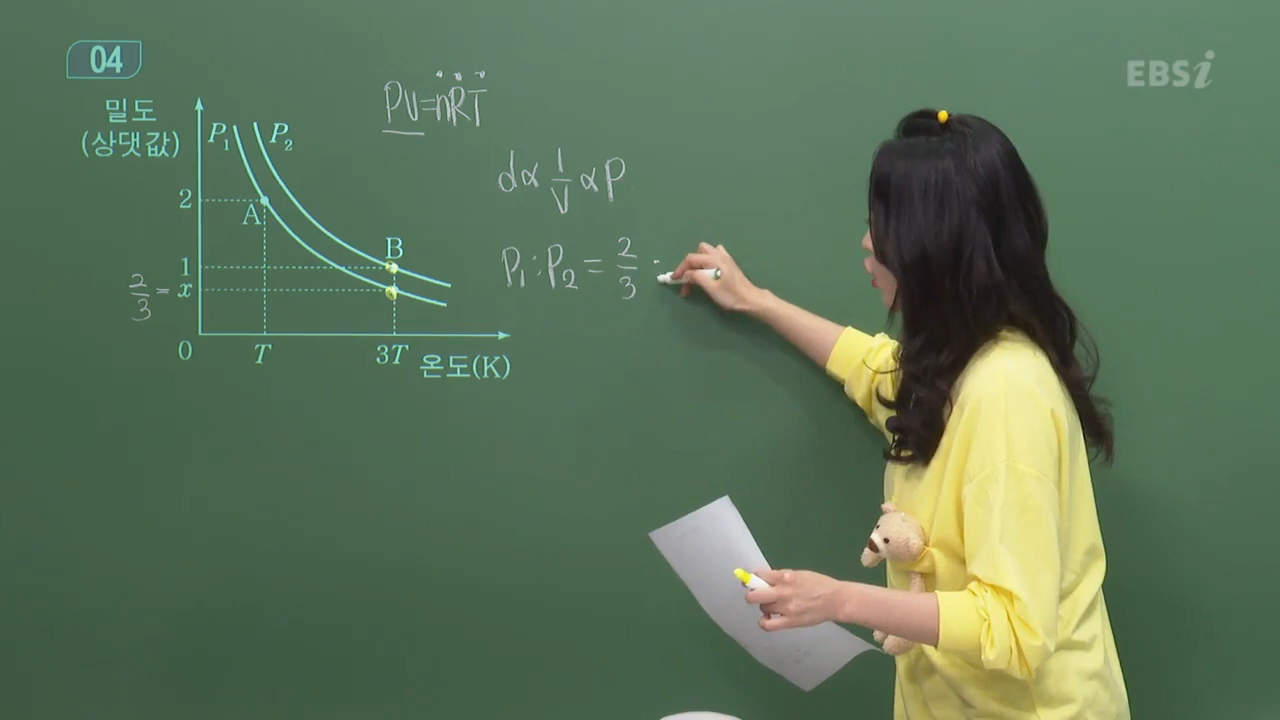 04
EBSi
PV=nRT
밀도
(상댓값)
P₁ P₂
d∝ 1/V ∝P
2
A
B
P₁:P₂ = 2/3 :
1
2/3 = x
0
T
3T
온도(K)